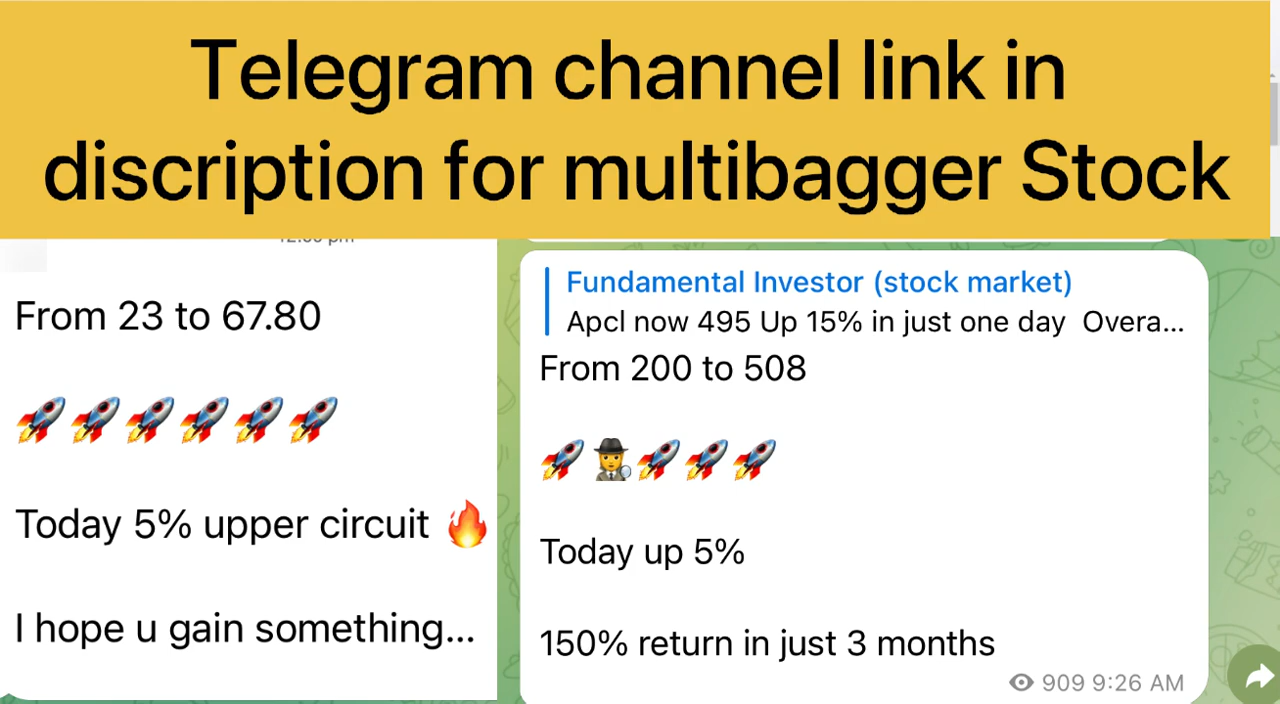 Telegram channel link in
discription for multibagger Stock
From 23 to 67.80
🚀🚀🚀🚀🚀🚀
Today 5% upper circuit 🔥
I hope u gain something...
Fundamental Investor (stock market)
Apcl now 495 Up 15% in just one day Overa...
From 200 to 508
🚀🕵️🚀🚀🚀
Today up 5%
150% return in just 3 months
909 9:26 AM